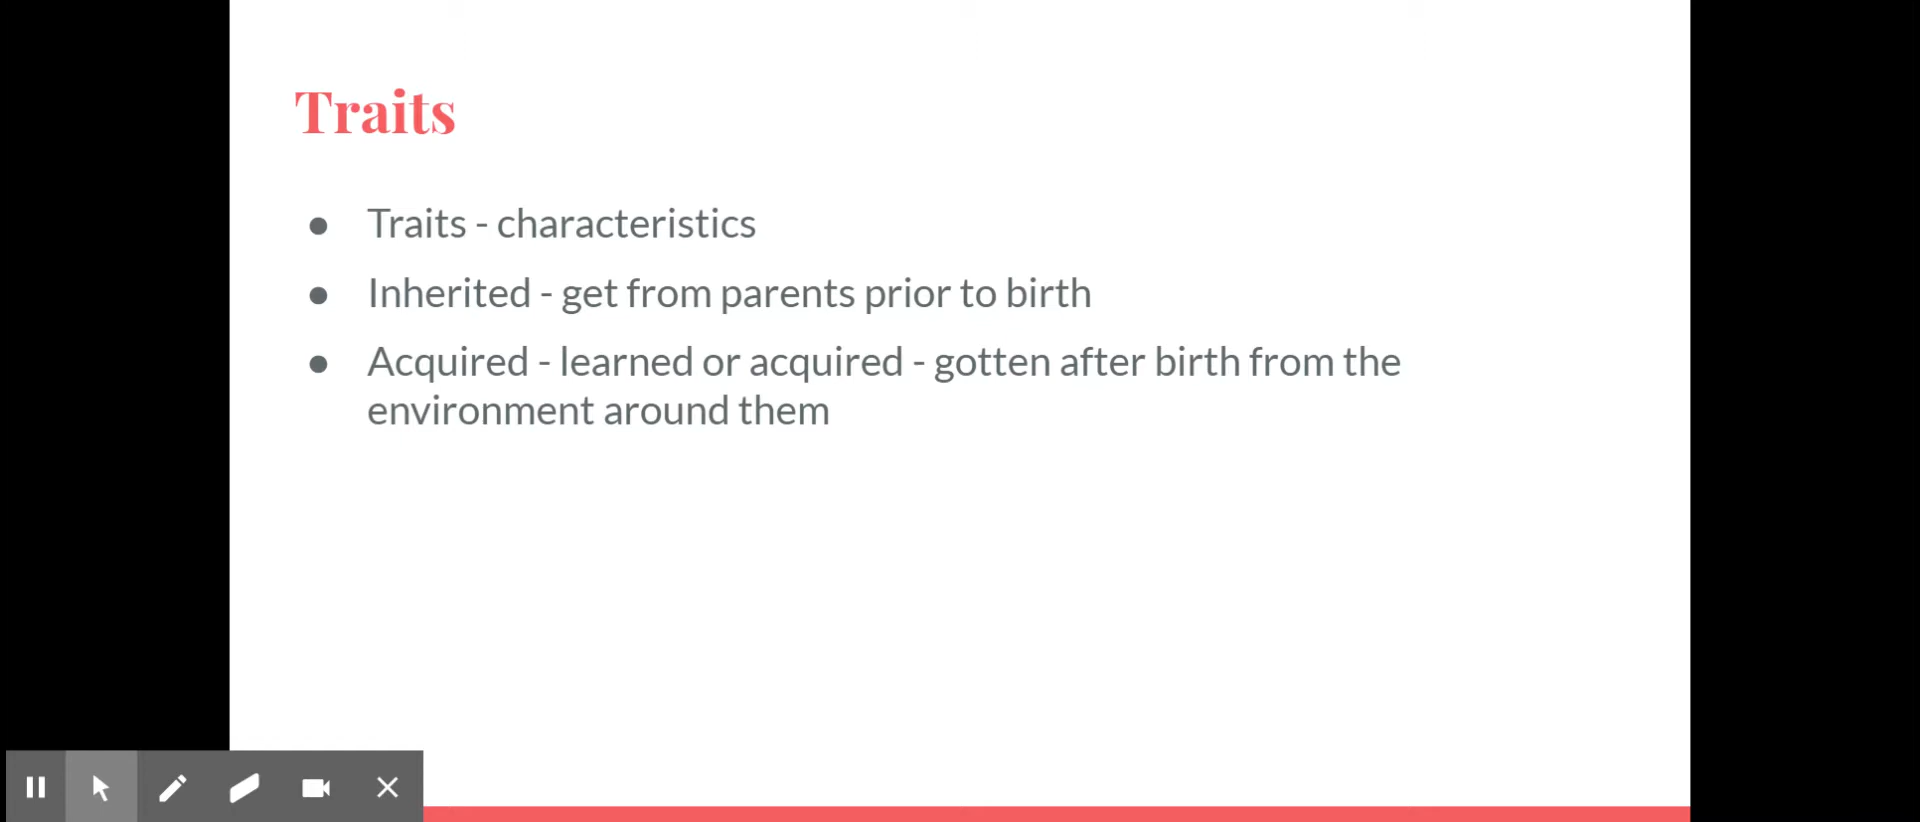 Traits
● Traits - characteristics
● Inherited - get from parents prior to birth
● Acquired - learned or acquired - gotten after birth from the
environment around them